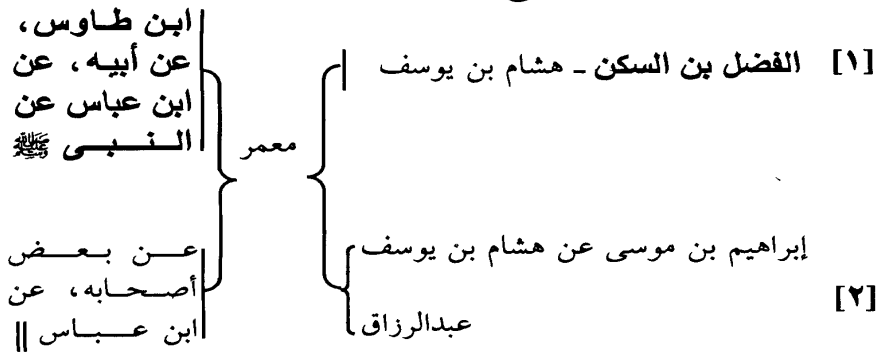 [١] الفضل بن السكن ـ هشام بن يوسف
معمر
ابن طاوس،
عن أبيه، عن
ابن عباس عن
النبي ﷺ
[٢]
إبراهيم بن موسى عن هشام بن يوسف
عبدالرزاق
عن بعض
أصحابه، عن
ابن عباس ||